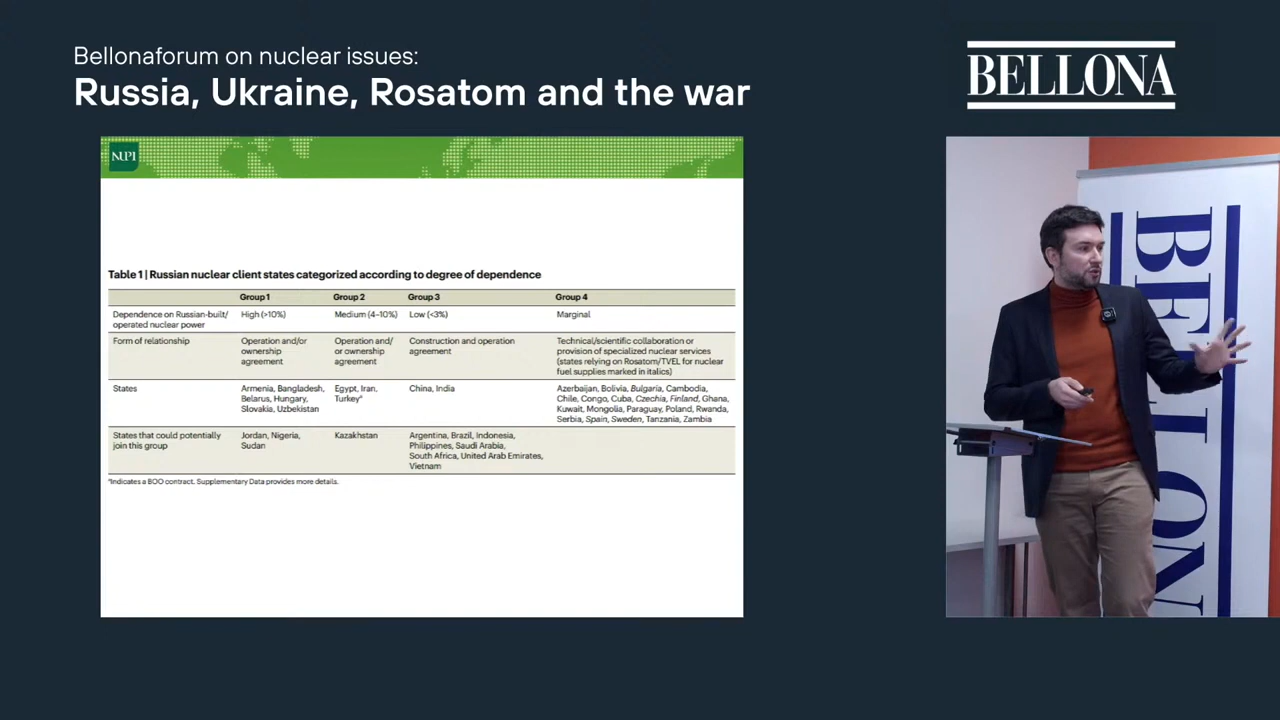 Bellonaforum on nuclear issues:
Russia, Ukraine, Rosatom and the war
BELLONA
NUPI
Table 1 | Russian nuclear client states categorized according to degree of dependence
Group 1 Group 2 Group 3 Group 4
Dependence on Russian-built/
operated nuclear power
High (>10%)
Medium (4–10%)
Low (<3%)
Marginal
Form of relationship
Operation and/or
ownership
agreement
Operation and/
or ownership
agreement
Construction and operation
agreement
Technical/scientific collaboration or
provision of specialized nuclear services
(states relying on Rosatom/TVEL for nuclear
fuel supplies marked in italics)
States
Armenia, Bangladesh,
Belarus, Hungary,
Slovakia, Uzbekistan
Egypt, Iran,
Turkeyᵃ
China, India
Azerbaijan, Bolivia, Bulgaria, Cambodia,
Chile, Congo, Cuba, Czechia, Finland, Ghana,
Kuwait, Mongolia, Paraguay, Poland, Rwanda,
Serbia, Spain, Sweden, Tanzania, Zambia
States that could potentially
join this group
Jordan, Nigeria,
Sudan
Kazakhstan
Argentina, Brazil, Indonesia,
Philippines, Saudi Arabia,
South Africa, United Arab Emirates,
Vietnam
ᵃIndicates a BOO contract. Supplementary Data provides more details.
BELLON